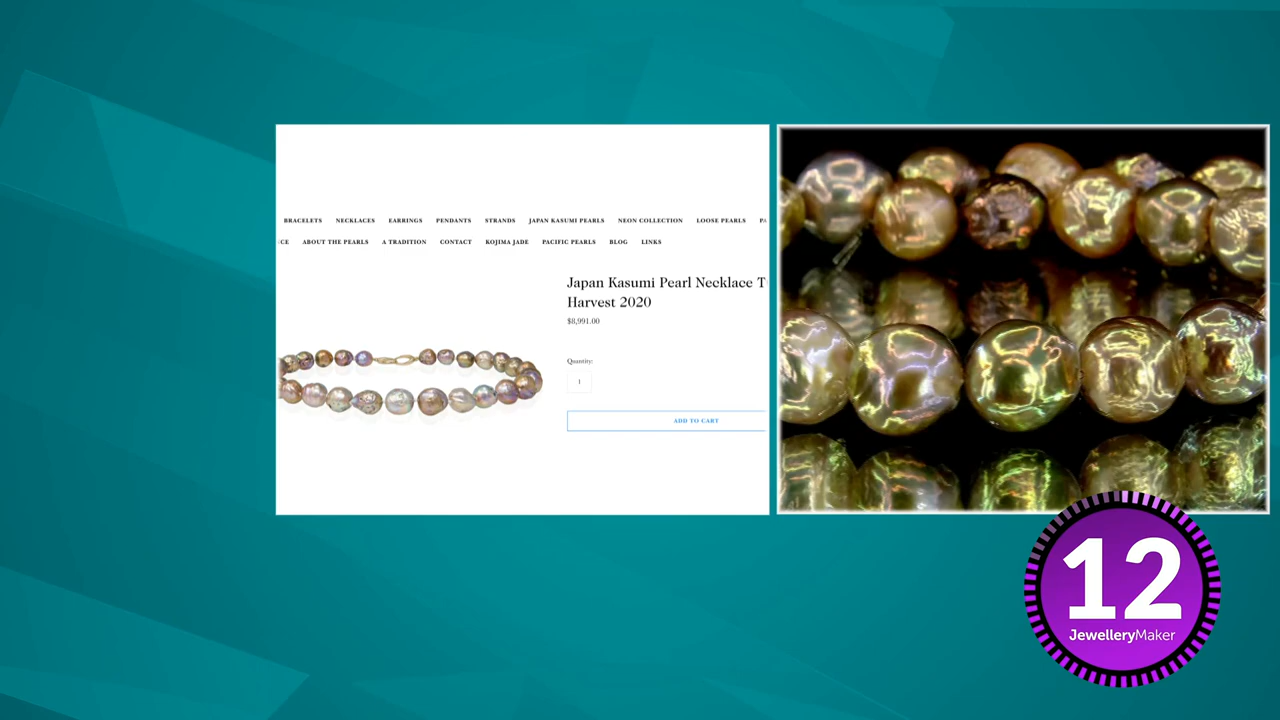 BRACELETS NECKLACES EARRINGS PENDANTS STRANDS JAPAN KASUMI PEARLS NEON COLLECTION LOOSE PEARLS
CE ABOUT THE PEARLS A TRADITION CONTACT KOJIMA JADE PACIFIC PEARLS BLOG LINKS
Japan Kasumi Pearl Necklace T
Harvest 2020
$8,991.00
Quantity:
1
ADD TO CART
12
JewelleryMaker